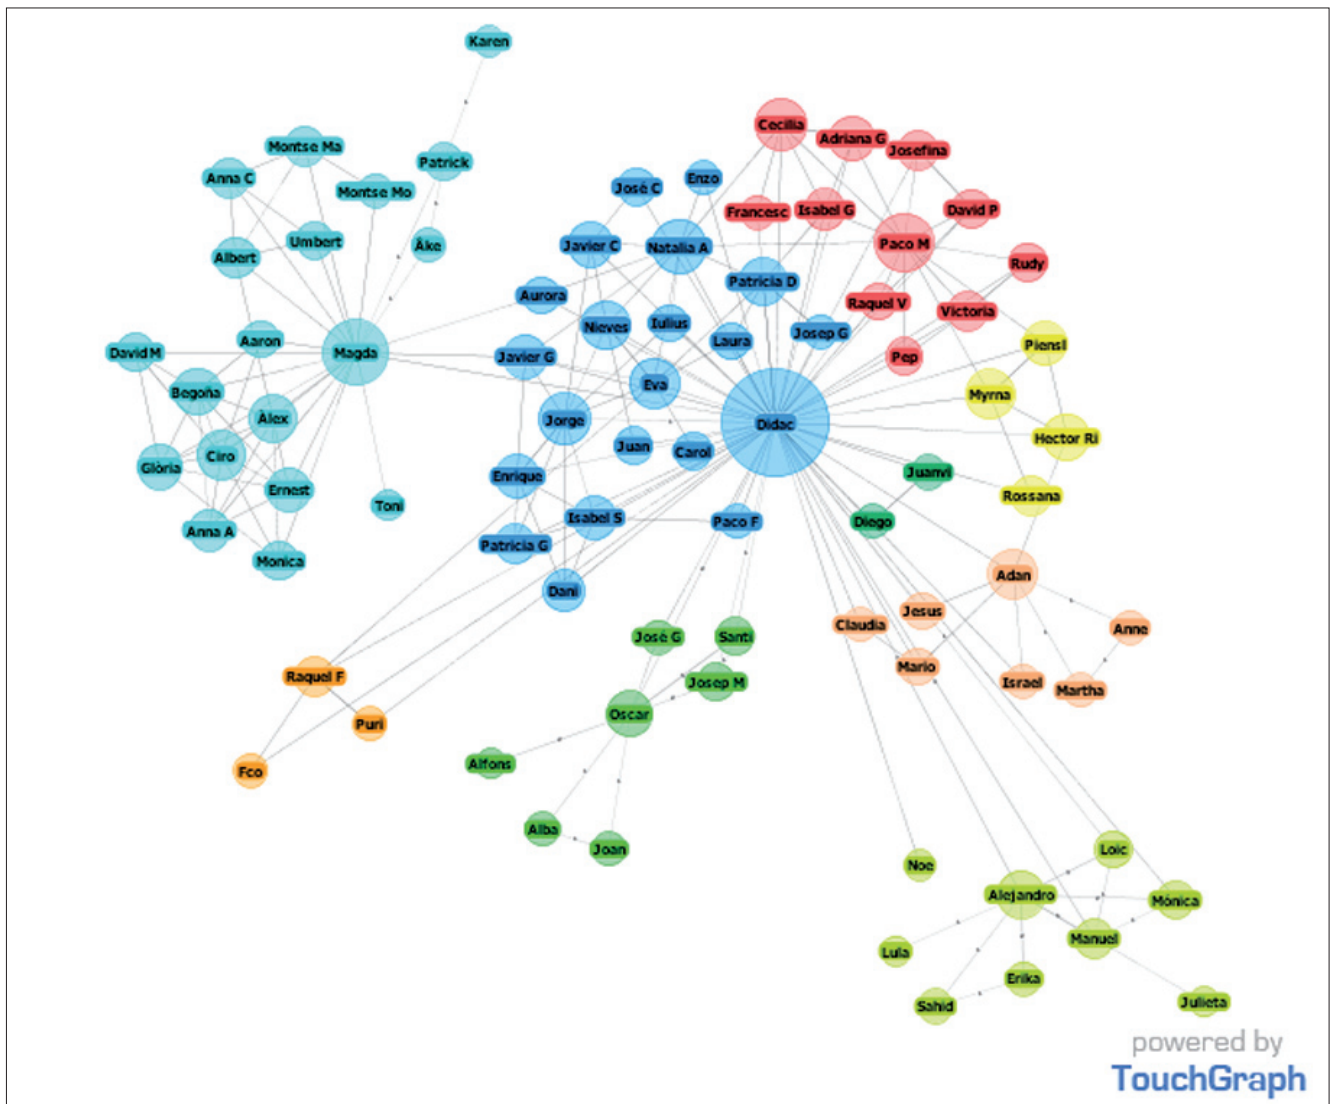 Karen
Montse Ma
Patrick
Anna C
Montse Mo
Umbert
Àke
Albert
Aaron
David M
Magda
Begoña
Àlex
Ciro
Glòria
Ernest
Toni
Anna A
Monica
Cecilia
Adriana G
Josefina
Enzo
José C
Francesc
Isabel G
David P
Javier C
Natalia A
Paco M
Rudy
Patricia D
Aurora
Raquel V
Victoria
Iulius
Nieves
Josep G
Laura
Javier G
Pep
Piensl
Eva
Myrna
Jorge
Didac
Hector Ri
Juan
Carol
Juanvi
Enrique
Rossana
Isabel S
Paco F
Diego
Patricia G
Dani
Adan
Jesus
Claudia
Anne
José G
Santi
Mario
Raquel F
Josep M
Israel
Martha
Oscar
Puri
Alfons
Fco
Alba
Joan
Loic
Noe
Alejandro
Mónica
Manuel
Lula
Erika
Sahid
Julieta
powered by
TouchGraph